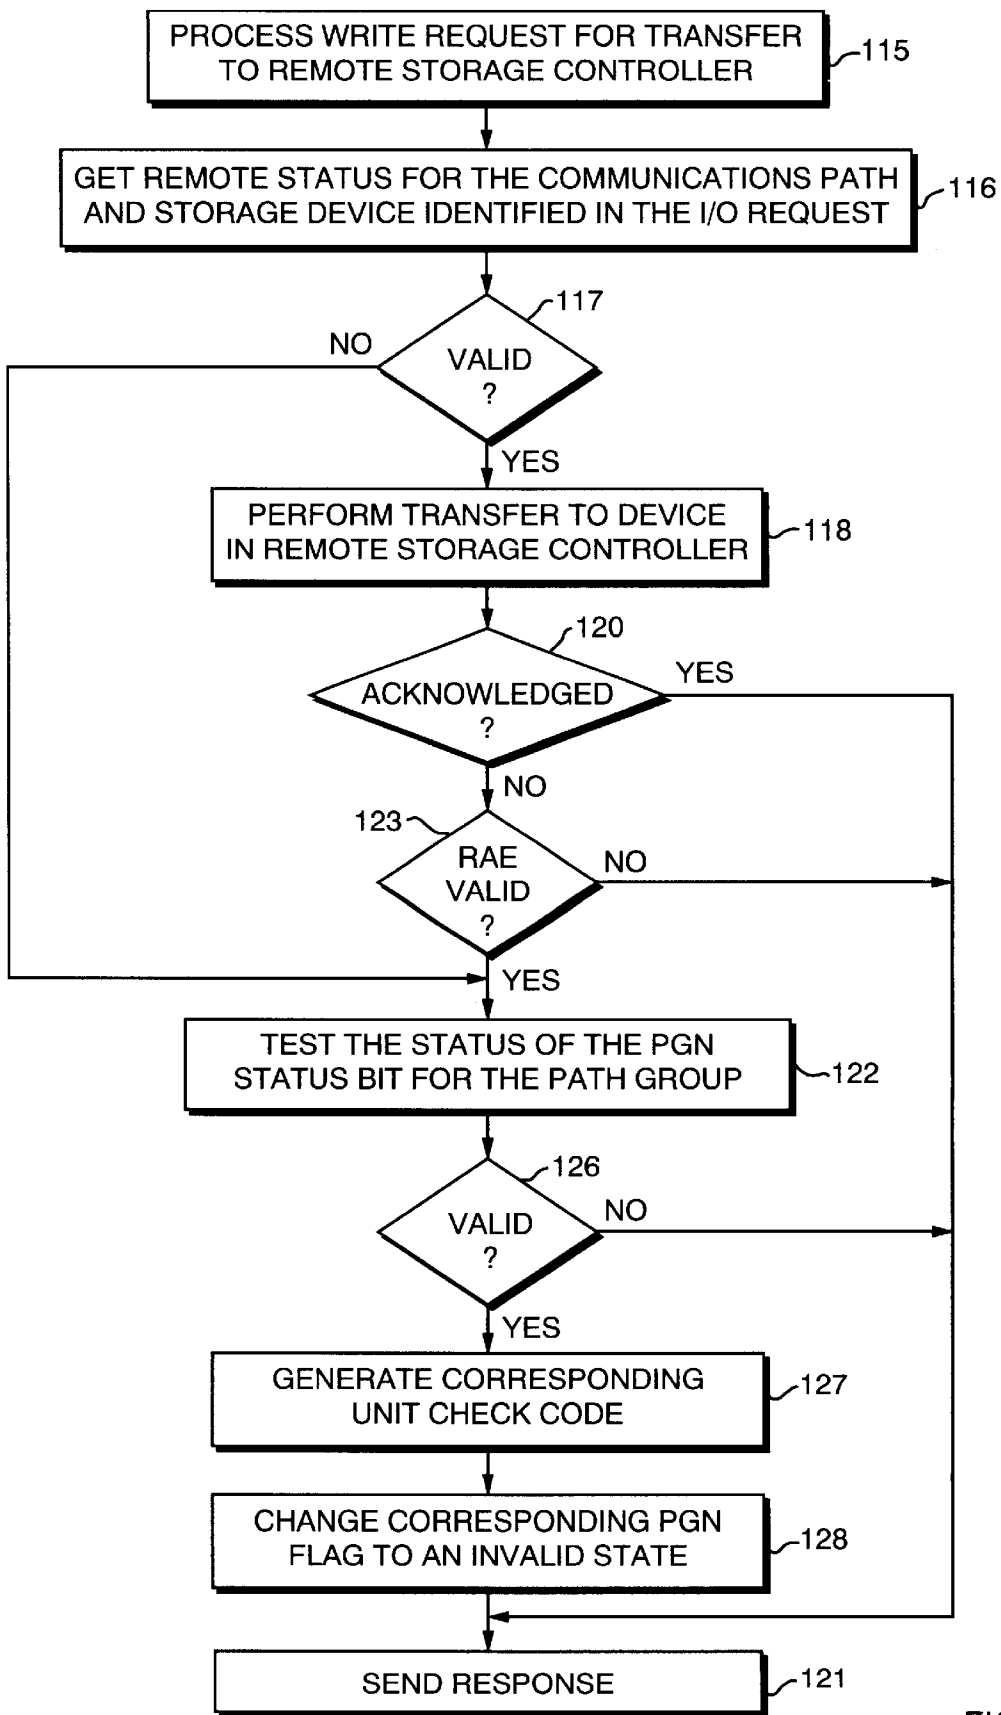 PROCESS WRITE REQUEST FOR TRANSFER
TO REMOTE STORAGE CONTROLLER
115
GET REMOTE STATUS FOR THE COMMUNICATIONS PATH
AND STORAGE DEVICE IDENTIFIED IN THE I/O REQUEST
116
117
NO
VALID
?
YES
PERFORM TRANSFER TO DEVICE
IN REMOTE STORAGE CONTROLLER
118
120
YES
ACKNOWLEDGED
?
NO
123
RAE
VALID
?
NO
YES
TEST THE STATUS OF THE PGN
STATUS BIT FOR THE PATH GROUP
122
126
NO
VALID
?
YES
GENERATE CORRESPONDING
UNIT CHECK CODE
127
CHANGE CORRESPONDING PGN
FLAG TO AN INVALID STATE
128
SEND RESPONSE
121